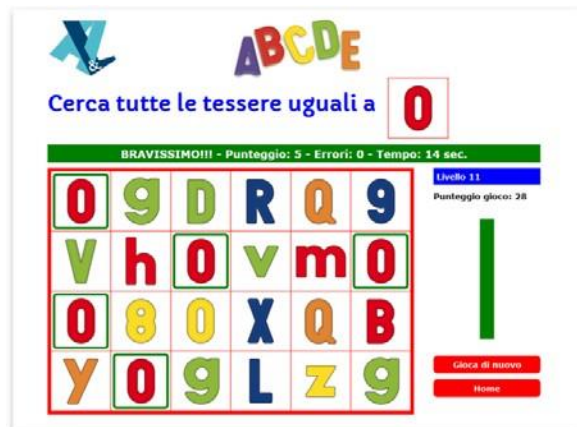 A&L
ABCDE
Cerca tutte le tessere uguali a 0
BRAVISSIMO!!! - Punteggio: 5 - Errori: 0 - Tempo: 14 sec.
Livello 11
Punteggio gioco: 28
0 g D R Q 9
V h 0 v m 0
0 8 0 X Q B
y 0 g L z g
Gioca di nuovo
Home